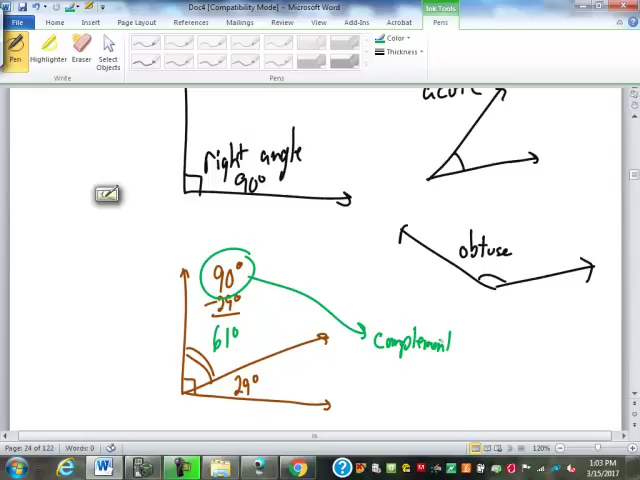 Doc4 [Compatibility Mode] - Microsoft Word
Ink Tools
File Home Insert Page Layout References Mailings Review View Add-Ins Acrobat Pens
Pen Highlighter Eraser Select Objects
Color
Thickness
Write Pens
acute
right angle
90°
obtuse
90°
-29°
61°
complement
29°
Page: 24 of 122 Words: 0 120%
1:03 PM
3/15/2017